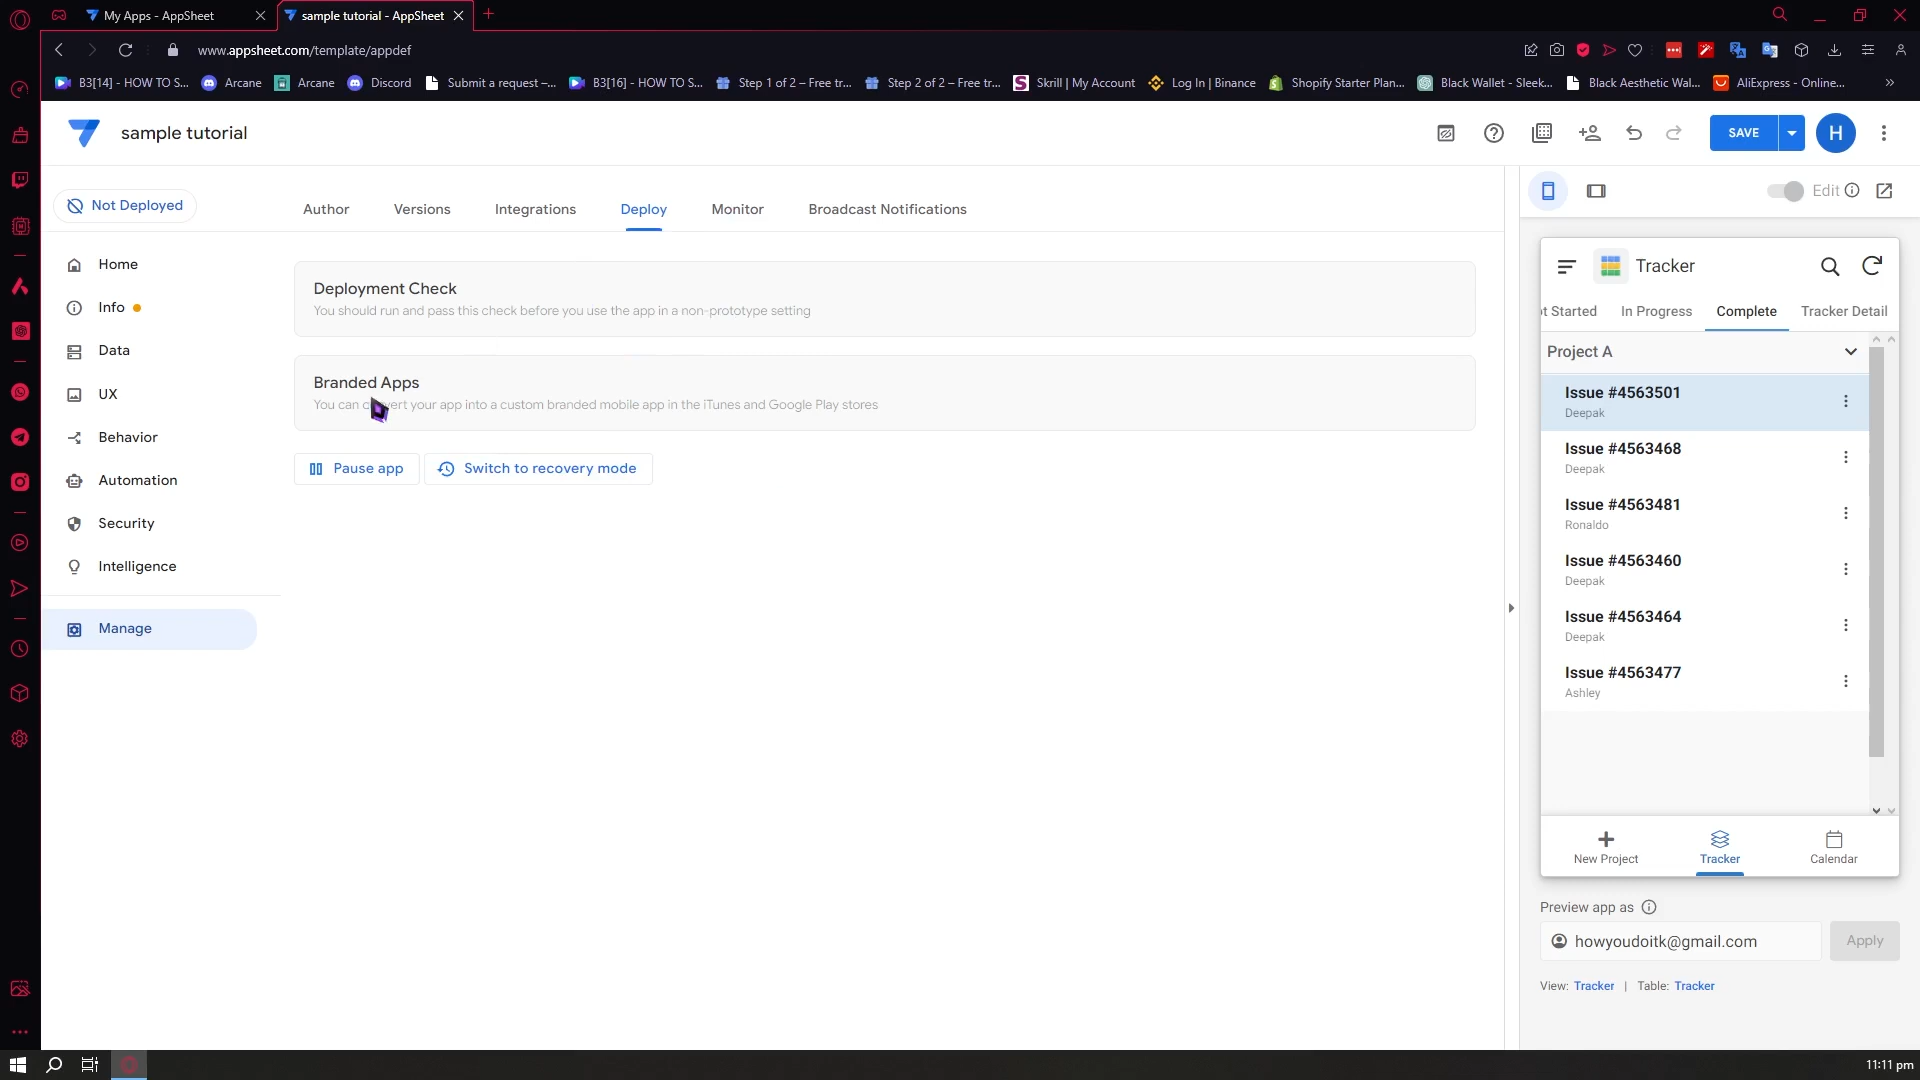 My Apps - AppSheet
sample tutorial - AppSheet
www.appsheet.com/template/appdef
B3[14] - HOW TO S...
Arcane
Arcane
Discord
Submit a request –...
B3[16] - HOW TO S...
Step 1 of 2 – Free tr...
Step 2 of 2 – Free tr...
Skrill | My Account
Log In | Binance
Shopify Starter Plan,...
Black Wallet - Sleek...
Black Aesthetic Wal...
AliExpress - Online...
sample tutorial
SAVE
H
Not Deployed
Author
Versions
Integrations
Deploy
Monitor
Broadcast Notifications
Home
Info
Data
UX
Behavior
Automation
Security
Intelligence
Manage
Deployment Check
You should run and pass this check before you use the app in a non-prototype setting
Branded Apps
You can convert your app into a custom branded mobile app in the iTunes and Google Play stores
Pause app
Switch to recovery mode
Edit
Tracker
ot Started
In Progress
Complete
Tracker Detail
Project A
Issue #4563501
Deepak
Issue #4563468
Deepak
Issue #4563481
Ronaldo
Issue #4563460
Deepak
Issue #4563464
Deepak
Issue #4563477
Ashley
New Project
Tracker
Calendar
Preview app as
howyoudoitk@gmail.com
Apply
View: Tracker | Table: Tracker
11:11 pm